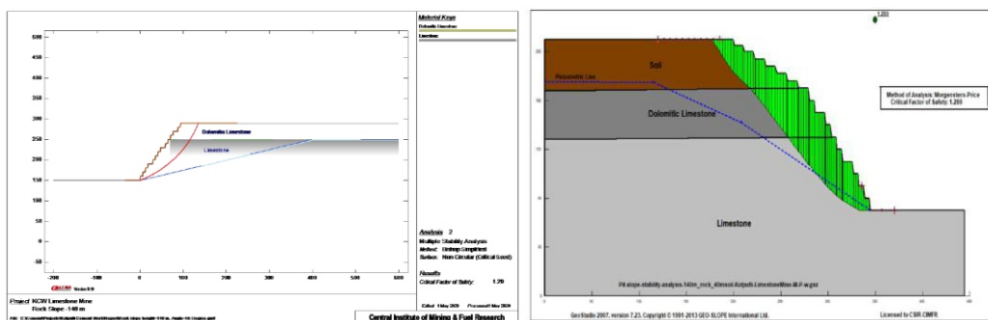 Material Keys
Dolomitic Limestone
Limestone
500
450
400
350
300
250
200
150
100
50
0
Dolomitic Limestone
Limestone
-200
-100
0
100
200
300
400
500
600
Analysis 2
Multiple Stability Analysis
Method: Bishop Simplified
Surface: Non-Circular (Critical Seed)
Results
Critical Factor of Safety: 1.20
Project KCW Limestone Mine
Rock Slope -140 m
Central Institute of Mining & Fuel Research
1.200
Soil
Piezometric Line
Dolomitic Limestone
Limestone
Method of Analysis: Morgenstern-Price
Critical Factor of Safety: 1.200
GeoStudio 2007, version 7.23. Copyright © 1991-2013 GEO-SLOPE International Ltd.
Licensed to CSIR-CIMFR